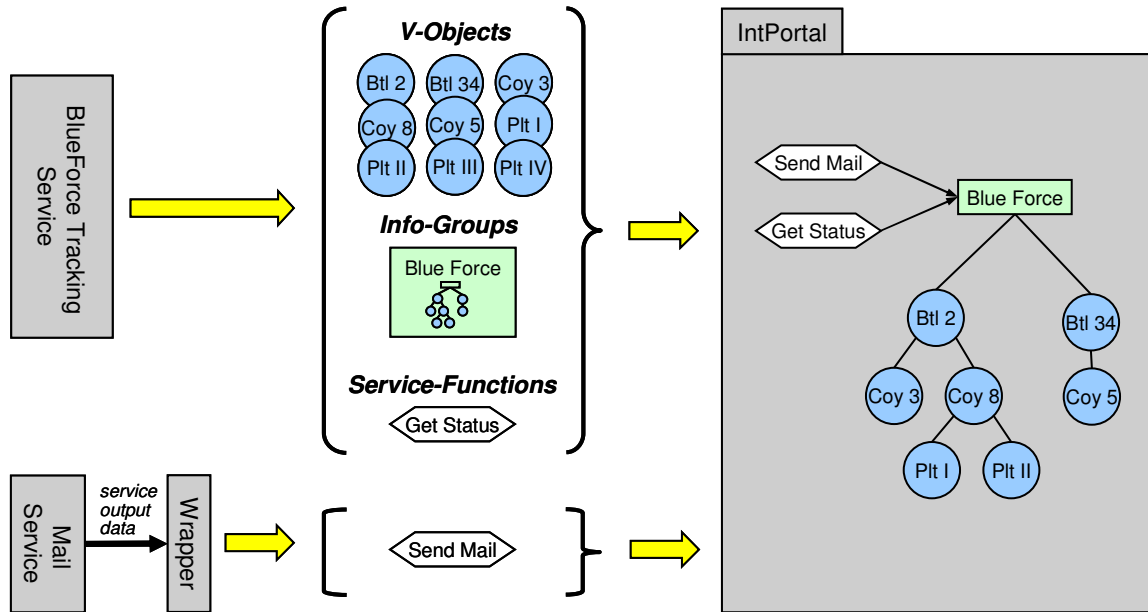 BlueForce Tracking
Service
V-Objects
Btl 2
Btl 34
Coy 3
Coy 8
Coy 5
Plt I
Plt II
Plt III
Plt IV
Info-Groups
Blue Force
Service-Functions
Get Status
Mail
Service
service
output
data
Wrapper
Send Mail
IntPortal
Send Mail
Get Status
Blue Force
Btl 2
Btl 34
Coy 3
Coy 8
Coy 5
Plt I
Plt II